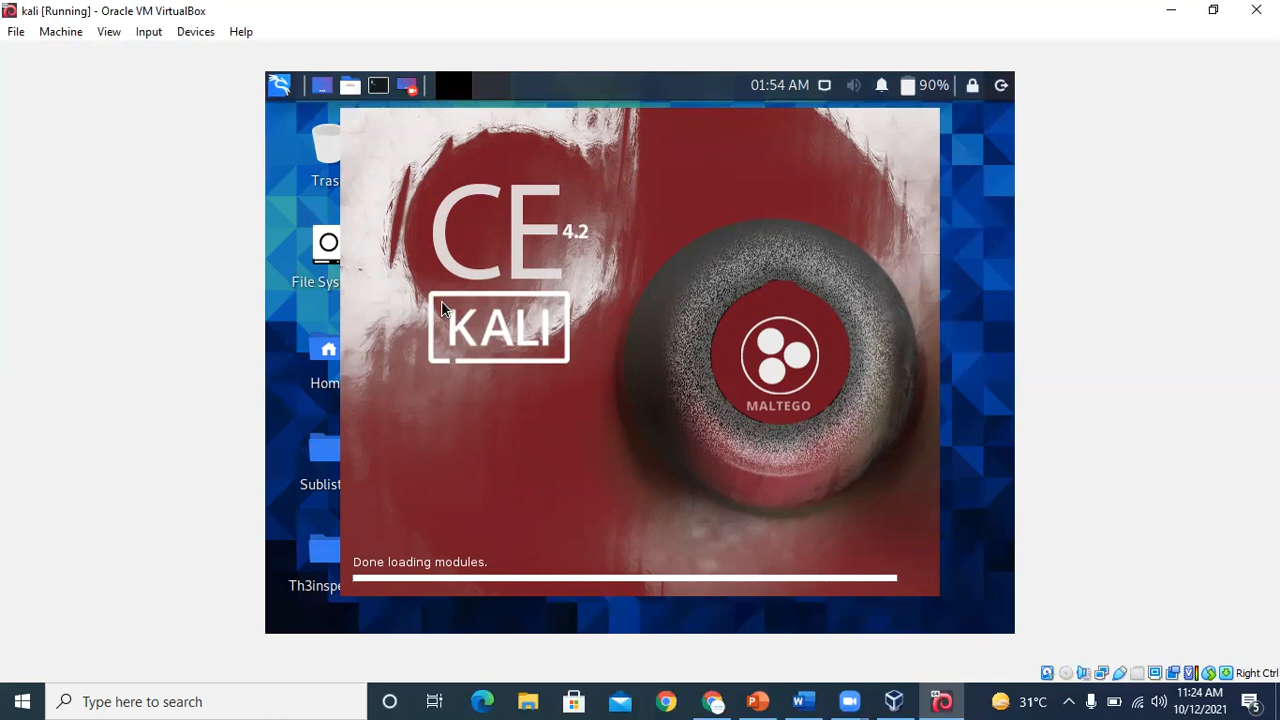 kali [Running] - Oracle VM VirtualBox
File Machine View Input Devices Help
01:54 AM 90%
Tras
File Sys
Hom
Sublist
Th3inspe
CE 4.2
KALI
MALTEGO
Done loading modules.
Right Ctrl
Type here to search
31°C
11:24 AM
10/12/2021
5